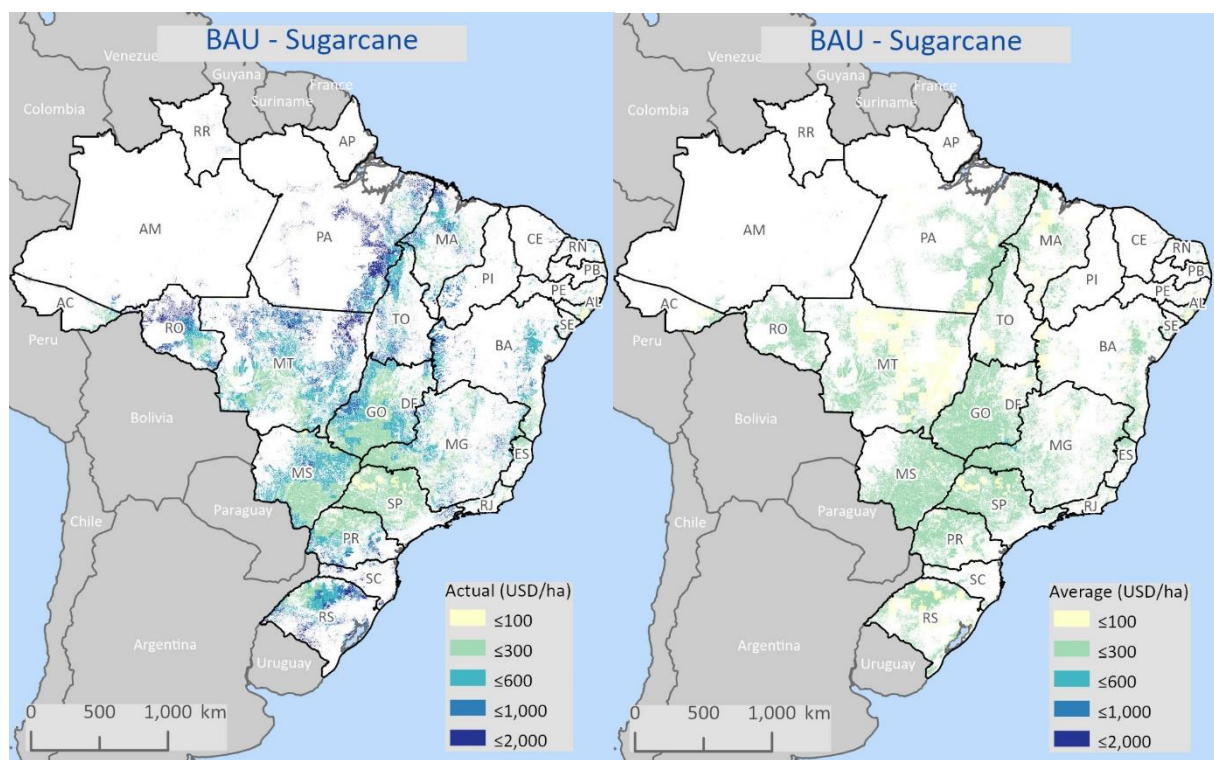 BAU - Sugarcane
Venezue
Guyana
Suriname
France
Colombia
RR
AP
AM
PA
MA
CE
RN
PB
PE
AL
SE
PI
AC
RO
TO
BA
MT
Peru
GO
DF
Bolivia
MG
ES
MS
SP
RJ
Paraguay
PR
Chile
SC
RS
Argentina
Uruguay
Actual (USD/ha)
≤100
≤300
≤600
≤1,000
≤2,000
0 500 1,000 km
BAU - Sugarcane
Venezue
Guyana
Suriname
France
Colombia
RR
AP
AM
PA
MA
CE
RN
PB
PE
AL
SE
PI
AC
RO
TO
BA
MT
Peru
GO
DF
Bolivia
MG
ES
MS
SP
RJ
Paraguay
PR
Chile
SC
RS
Argentina
Uruguay
Average (USD/ha)
≤100
≤300
≤600
≤1,000
≤2,000
0 500 1,000 km